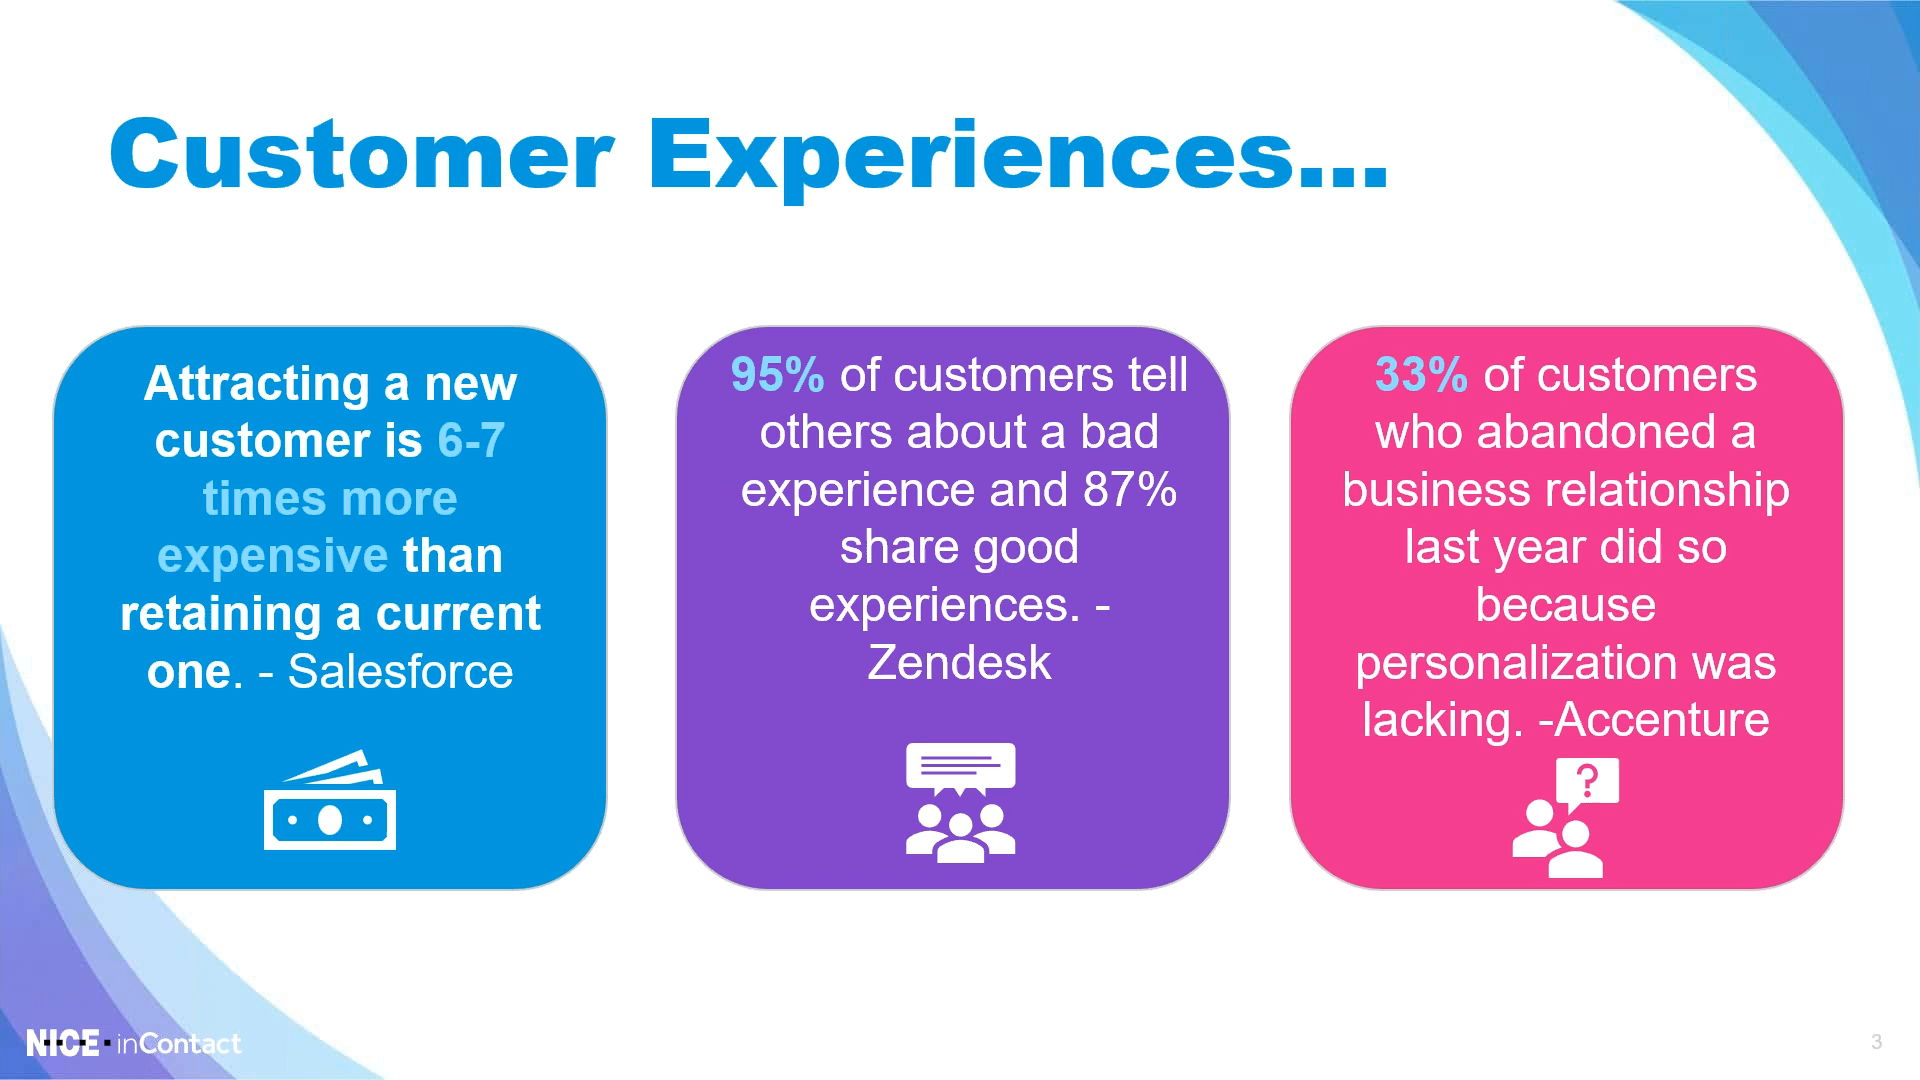 Customer Experiences...
Attracting a new
customer is 6-7
times more
expensive than
retaining a current
one. - Salesforce
95% of customers tell
others about a bad
experience and 87%
share good
experiences. -
Zendesk
33% of customers
who abandoned a
business relationship
last year did so
because
personalization was
lacking. -Accenture
?
NICE · inContact
3